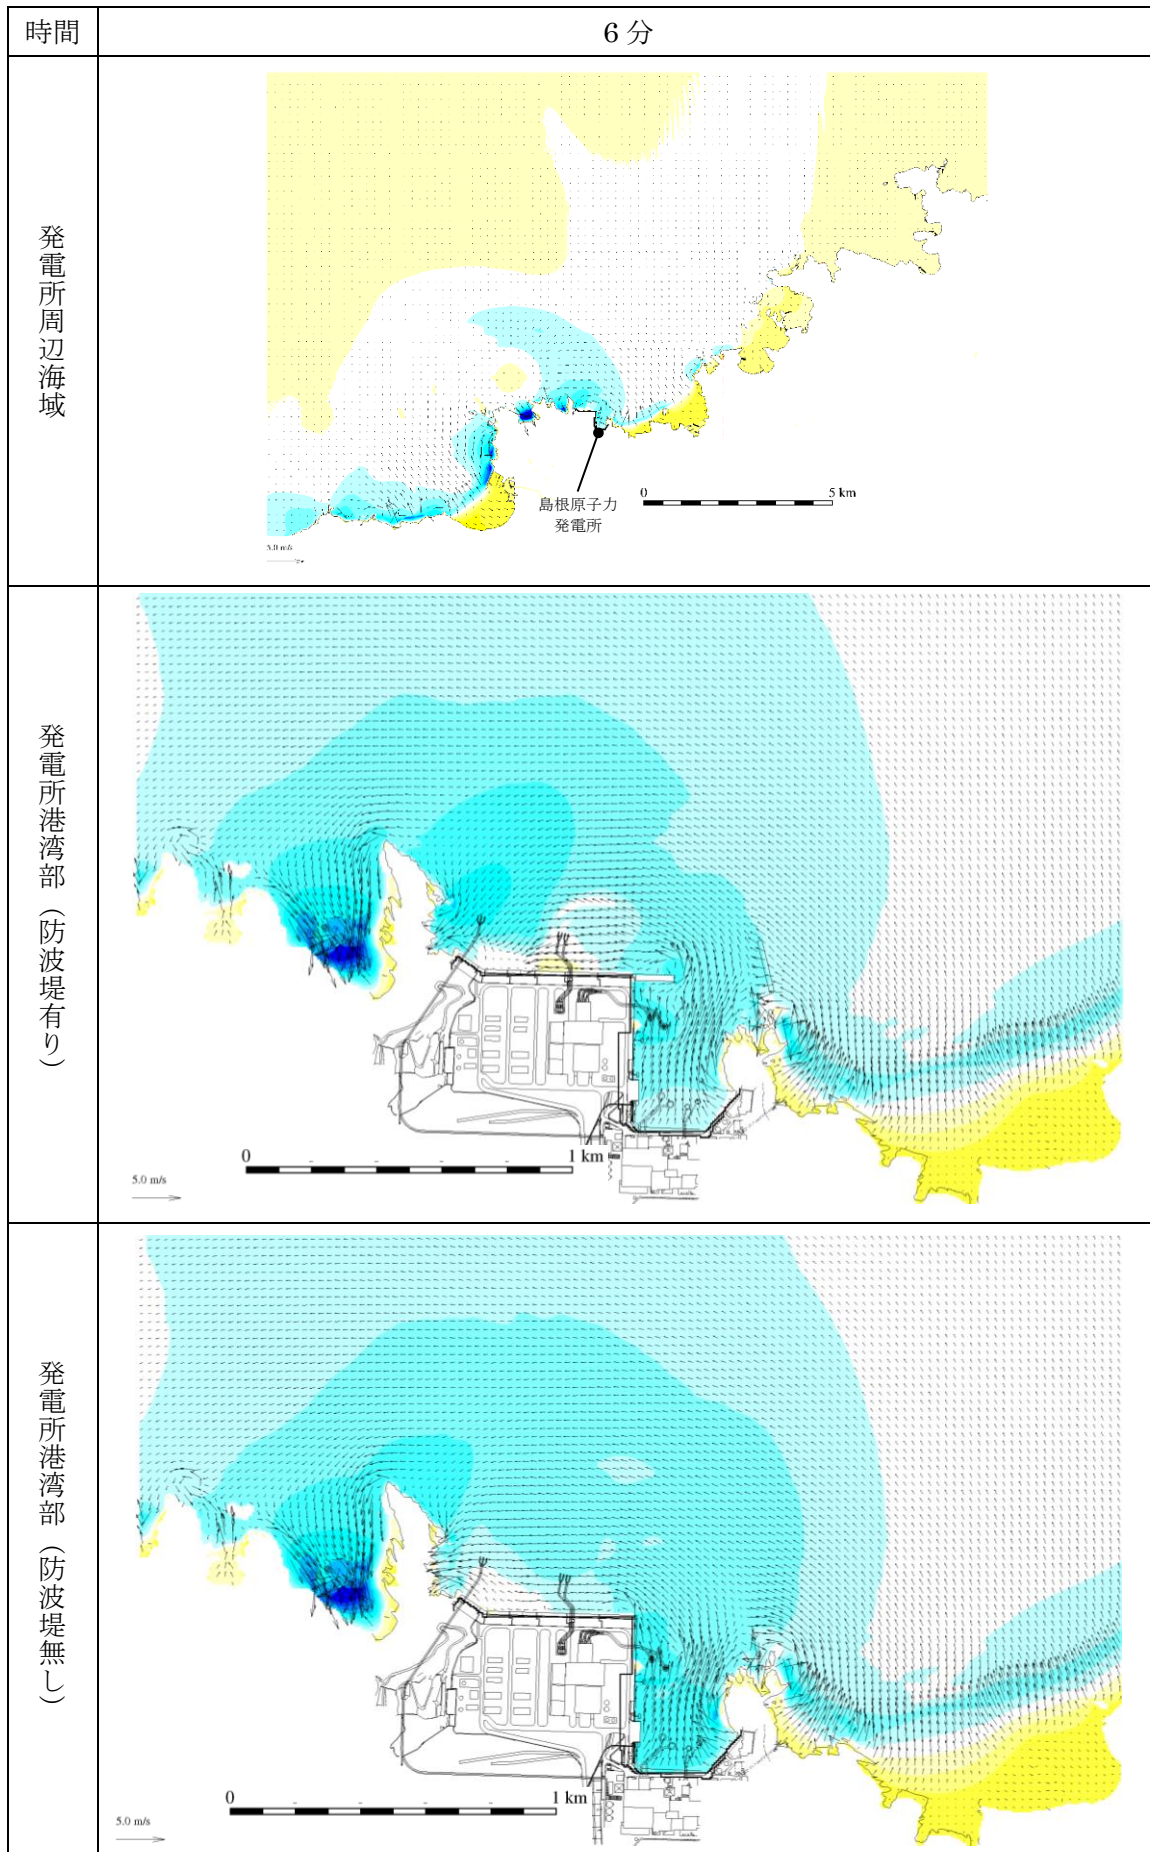 時間
6分
発電所周辺海域
島根原子力
発電所
0 5 km
5.0 m/s
発電所港湾部（防波堤有り）
0 1 km
5.0 m/s
発電所港湾部（防波堤無し）
0 1 km
5.0 m/s